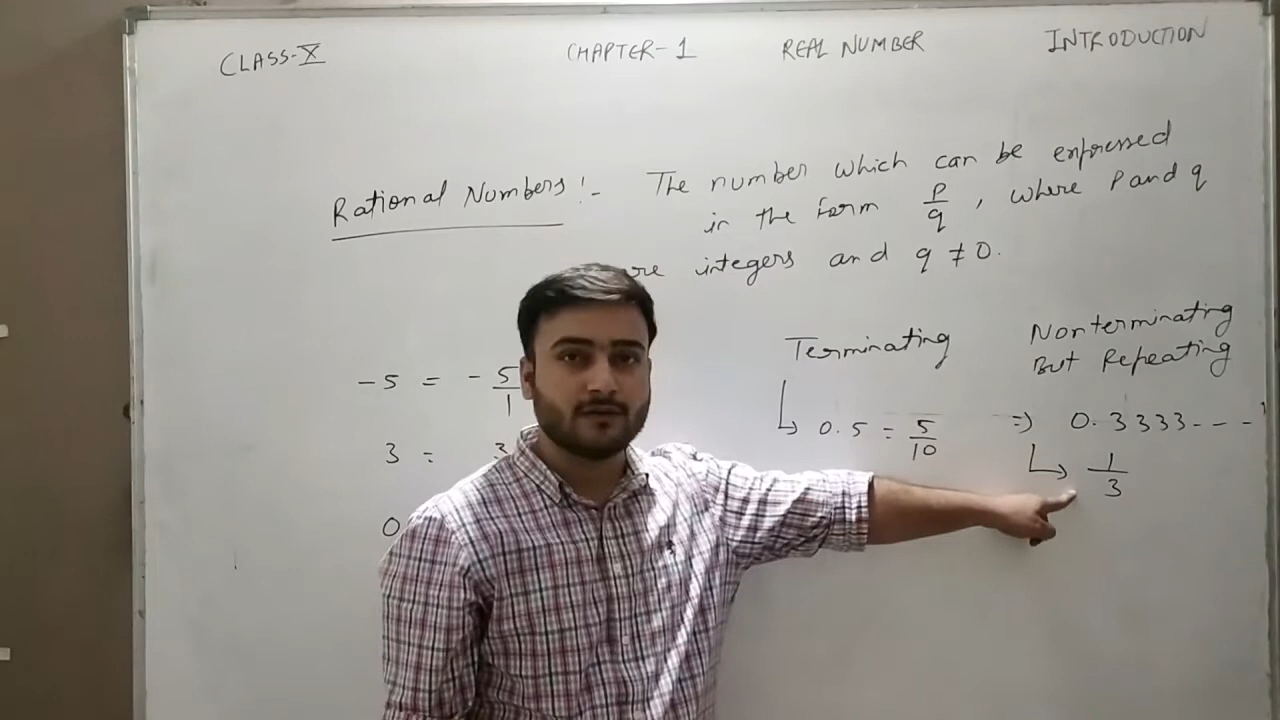 CLASS-X
CHAPTER-1 REAL NUMBER INTRODUCTION
Rational Numbers:- The number which can be expressed
in the form p/q, where p and q
are integers and q ≠ 0.
-5 = -5/1
3 = 3
0
Terminating
0.5 = 5/10
Nonterminating
But Repeating
⇒ 0.3333---
1/3